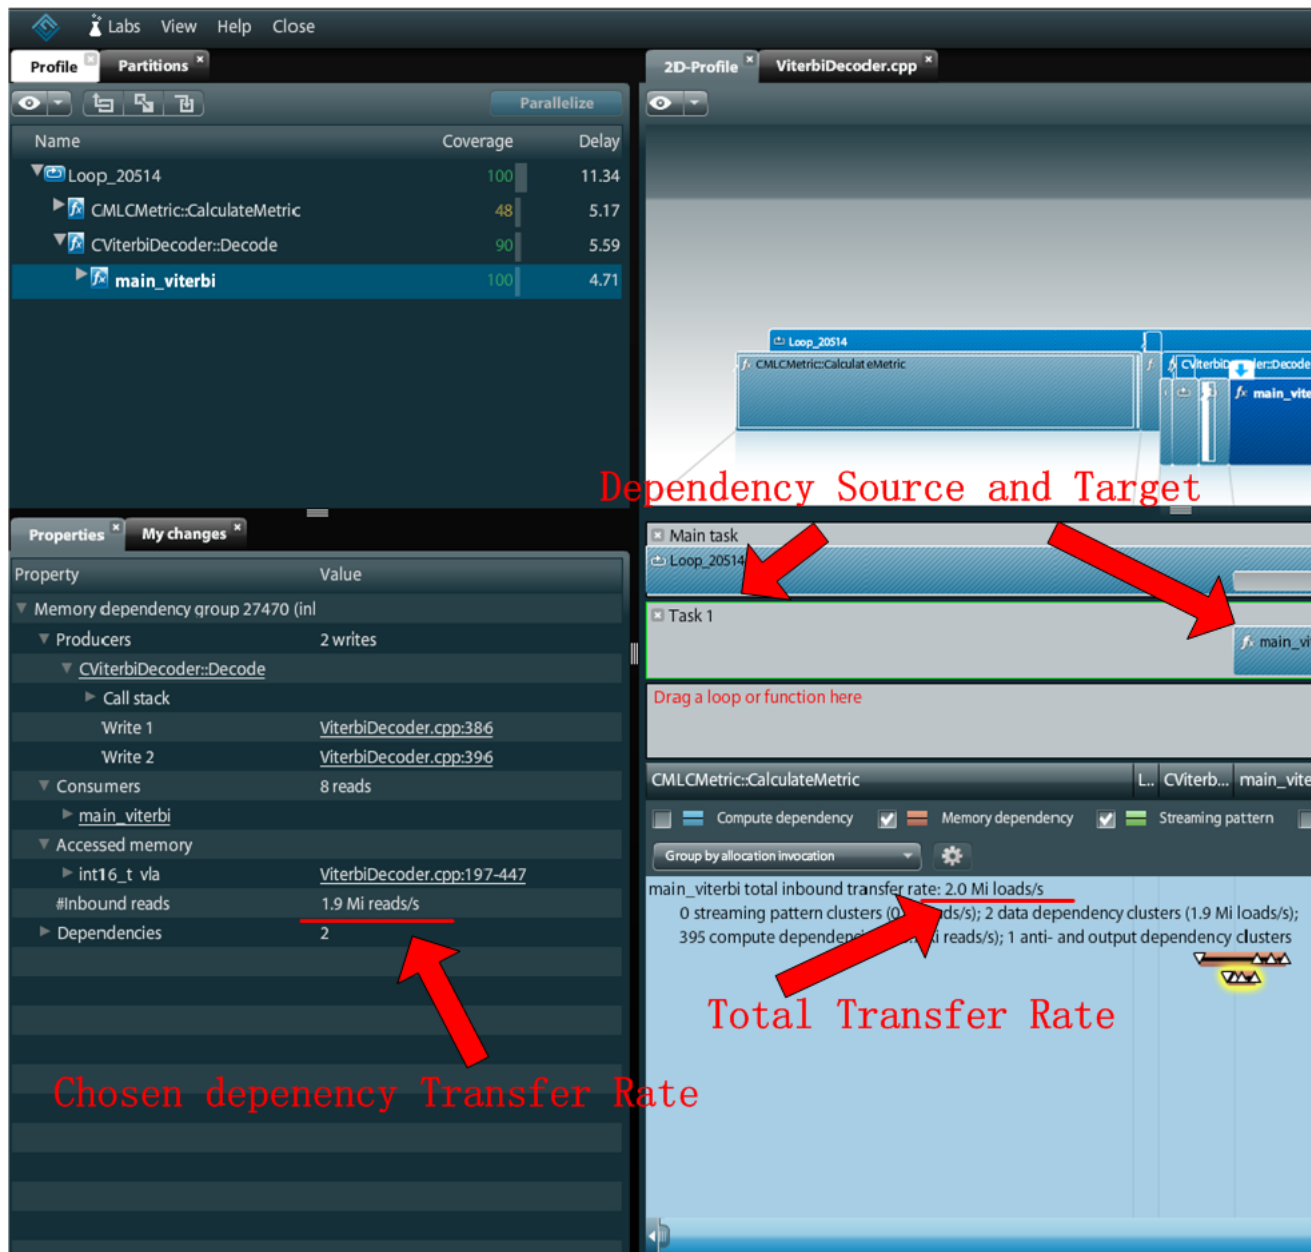 Labs View Help Close
Profile Partitions
Parallelize
Name Coverage Delay
Loop_20514 100 11.34
CMLCMetric::CalculateMetric 48 5.17
CViterbiDecoder::Decode 90 5.59
main_viterbi 100 4.71
2D-Profile ViterbiDecoder.cpp
Loop_20514
CMLCMetric::CalculateMetric
main_vite
Dependency Source and Target
Properties My changes
Property Value
Memory dependency group 27470 (inl
Producers 2 writes
CViterbiDecoder::Decode
Call stack
Write 1 ViterbiDecoder.cpp:386
Write 2 ViterbiDecoder.cpp:396
Consumers 8 reads
main_viterbi
Accessed memory
int16_t vla ViterbiDecoder.cpp:197-447
#Inbound reads 1.9 Mi reads/s
Dependencies 2
Chosen depenency Transfer Rate
Main task
Loop_20514
Task 1
main_vi
Drag a loop or function here
CMLCMetric::CalculateMetric L.. CViterb... main_vite
Compute dependency Memory dependency Streaming pattern
Group by allocation invocation
main_viterbi total inbound transfer rate: 2.0 Mi loads/s
0 streaming pattern clusters (0 ds/s); 2 data dependency clusters (1.9 Mi loads/s);
395 compute dependenci i reads/s); 1 anti- and output dependency clusters
Total Transfer Rate